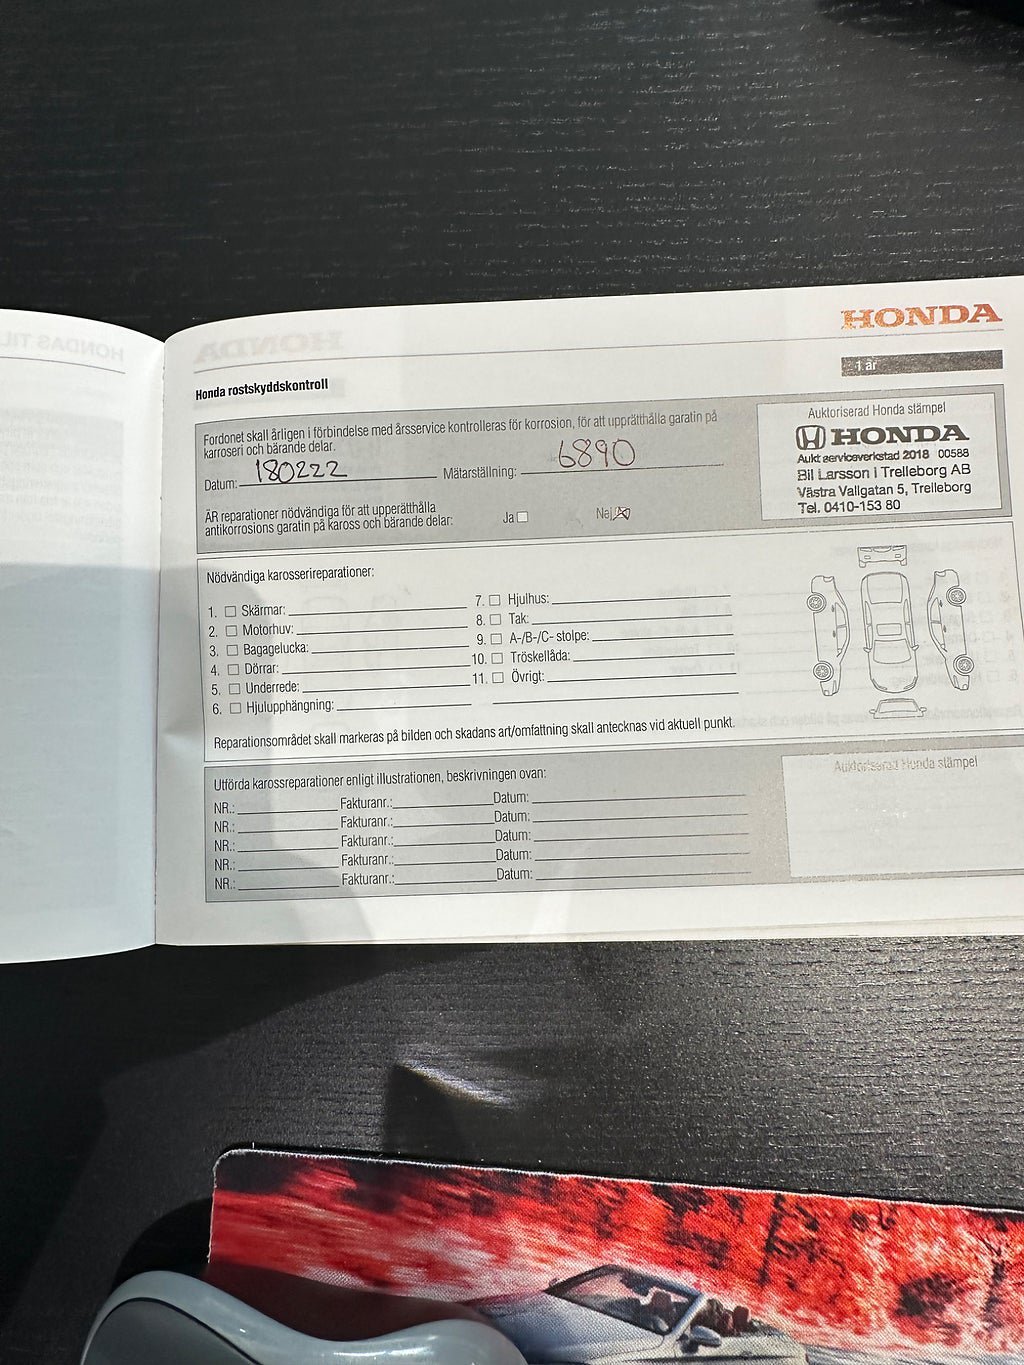 HONDAS TIL
HONDA
HONDA
1 år
Honda rostskyddskontroll
Fordonet skall årligen i förbindelse med årsservice kontrolleras för korrosion, för att upprätthålla garatin på
karroseri och bärande delar.
Datum: 180222 Mätarställning: 6890
ÄR reparationer nödvändiga för att upperätthålla
antikorrosions garatin på kaross och bärande delar: Ja Nej
Auktoriserad Honda stämpel
HONDA
Aukt serviceverkstad 2018 00588
Bil Larsson i Trelleborg AB
Västra Vallgatan 5, Trelleborg
Tel. 0410-153 80
Nödvändiga karosserireparationer:
1. Skärmar:
2. Motorhuv:
3. Bagagelucka:
4. Dörrar:
5. Underrede:
6. Hjulupphängning:
7. Hjulhus:
8. Tak:
9. A-/B-/C- stolpe:
10. Tröskellåda:
11. Övrigt:
Reparationsområdet skall markeras på bilden och skadans art/omfattning skall antecknas vid aktuell punkt.
Utförda karossreparationer enligt illustrationen, beskrivningen ovan:
NR.: Fakturanr.: Datum:
NR.: Fakturanr.: Datum:
NR.: Fakturanr.: Datum:
NR.: Fakturanr.: Datum:
NR.: Fakturanr.: Datum:
Auktoriserad Honda stämpel